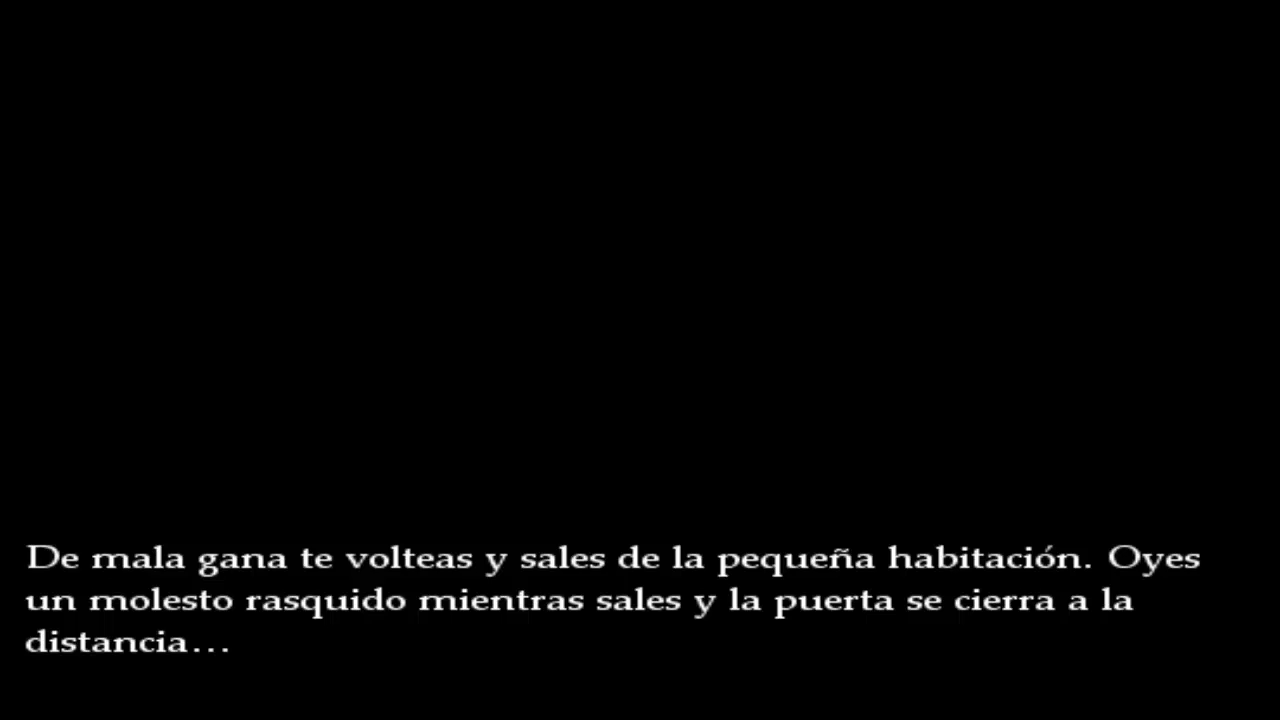 De mala gana te volteas y sales de la pequeña habitación. Oyes
un molesto rasquido mientras sales y la puerta se cierra a la
distancia...